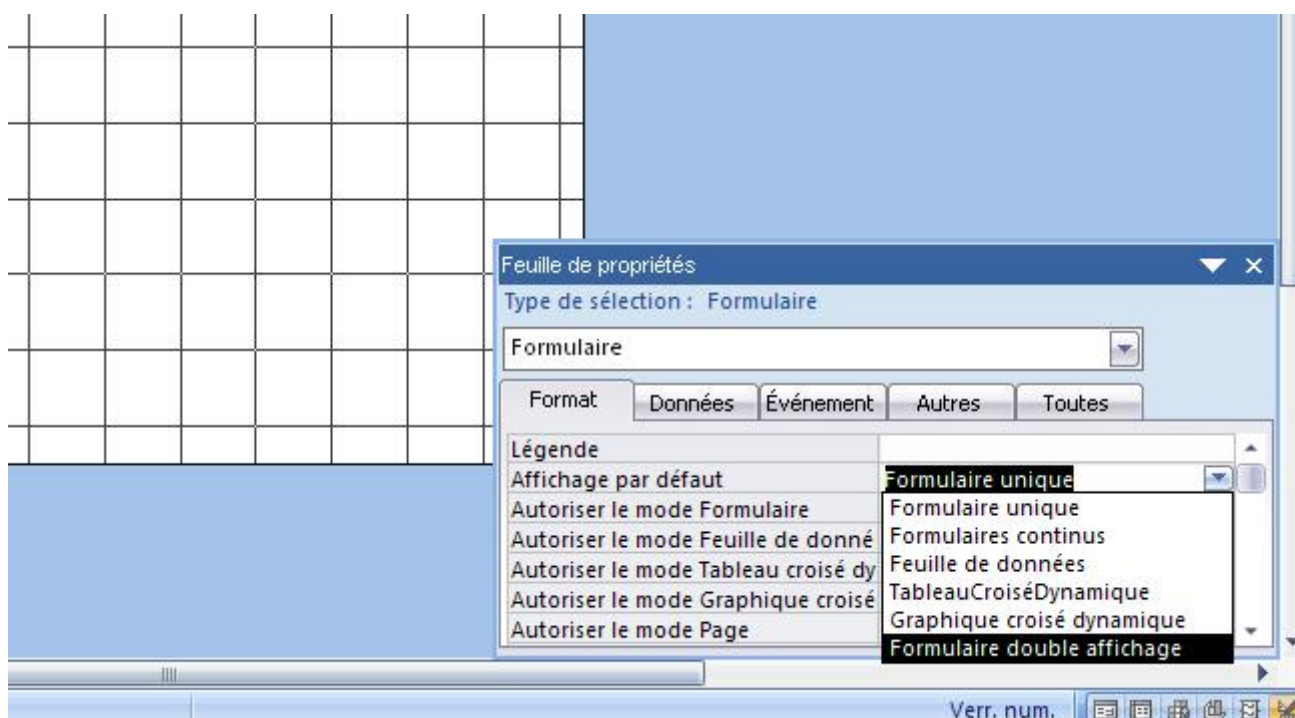 Feuille de propriétés
Type de sélection : Formulaire
Formulaire
Format Données Événement Autres Toutes
Légende
Affichage par défaut Formulaire unique
Autoriser le mode Formulaire Formulaire unique
Autoriser le mode Feuille de donné Formulaires continus
Feuille de données
Autoriser le mode Tableau croisé dy TableauCroiséDynamique
Autoriser le mode Graphique croisé Graphique croisé dynamique
Autoriser le mode Page Formulaire double affichage
Verr. num.